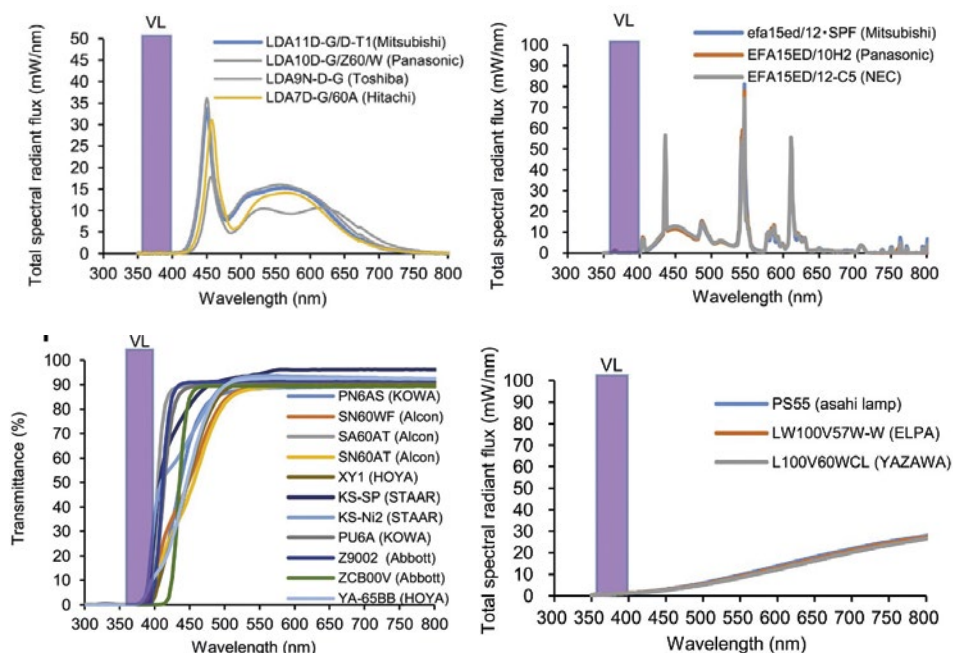 VL
Total spectral radiant flux (mW/nm)
50
45
40
35
30
25
20
15
10
5
0
300 350 400 450 500 550 600 650 700 750 800
Wavelength (nm)
LDA11D-G/D-T1(Mitsubishi)
LDA10D-G/Z60/W (Panasonic)
LDA9N-D-G (Toshiba)
LDA7D-G/60A (Hitachi)
VL
Total spectral radiant flux (mW/nm)
100
90
80
70
60
50
40
30
20
10
0
300 350 400 450 500 550 600 650 700 750 800
Wavelength (nm)
efa15ed/12・SPF (Mitsubishi)
EFA15ED/10H2 (Panasonic)
EFA15ED/12-C5 (NEC)
VL
Transmittance (%)
100
90
80
70
60
50
40
30
20
10
0
300 350 400 450 500 550 600 650 700 750 800
Wavelength (nm)
PN6AS (KOWA)
SN60WF (Alcon)
SA60AT (Alcon)
SN60AT (Alcon)
XY1 (HOYA)
KS-SP (STAAR)
KS-Ni2 (STAAR)
PU6A (KOWA)
Z9002 (Abbott)
ZCB00V (Abbott)
YA-65BB (HOYA)
VL
Total spectral radiant flux (mW/nm)
100
90
80
70
60
50
40
30
20
10
0
300 350 400 450 500 550 600 650 700 750 800
Wavelength (nm)
PS55 (asahi lamp)
LW100V57W-W (ELPA)
L100V60WCL (YAZAWA)